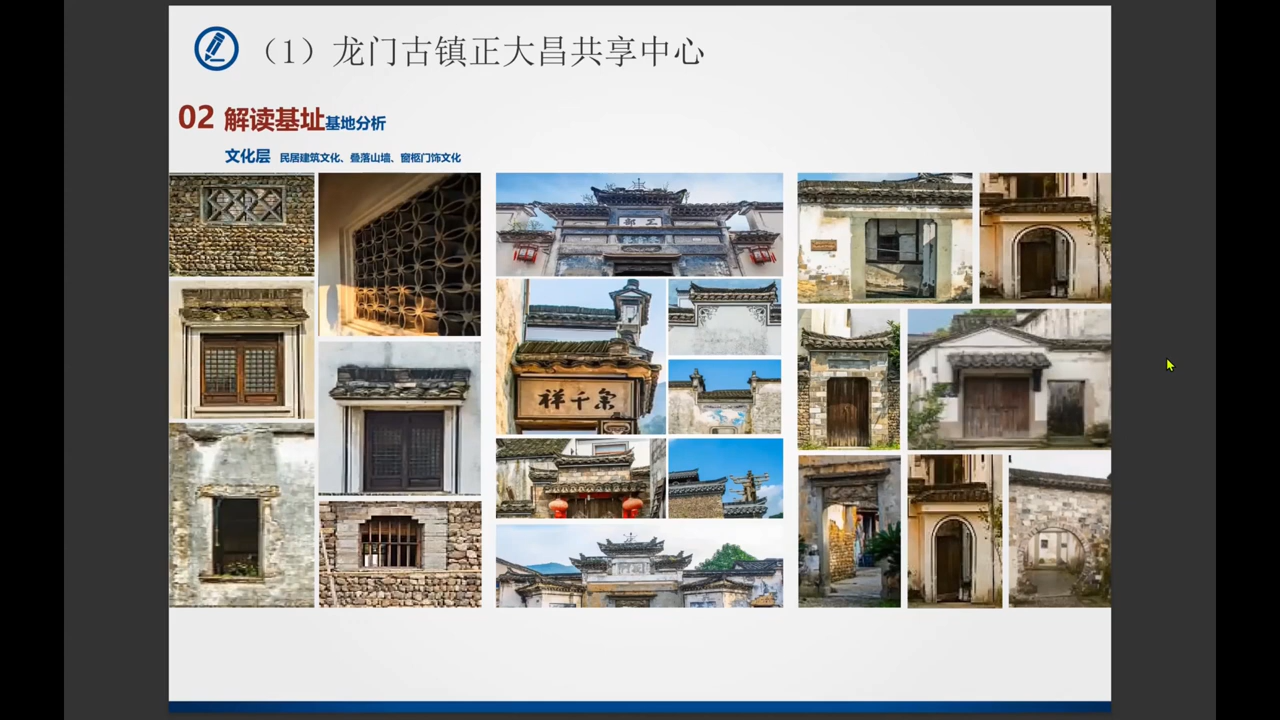 （1）龙门古镇正大昌共享中心
02 解读基址基地分析
文化层 民居建筑文化、叠落山墙、窗框门饰文化
工部
祥千